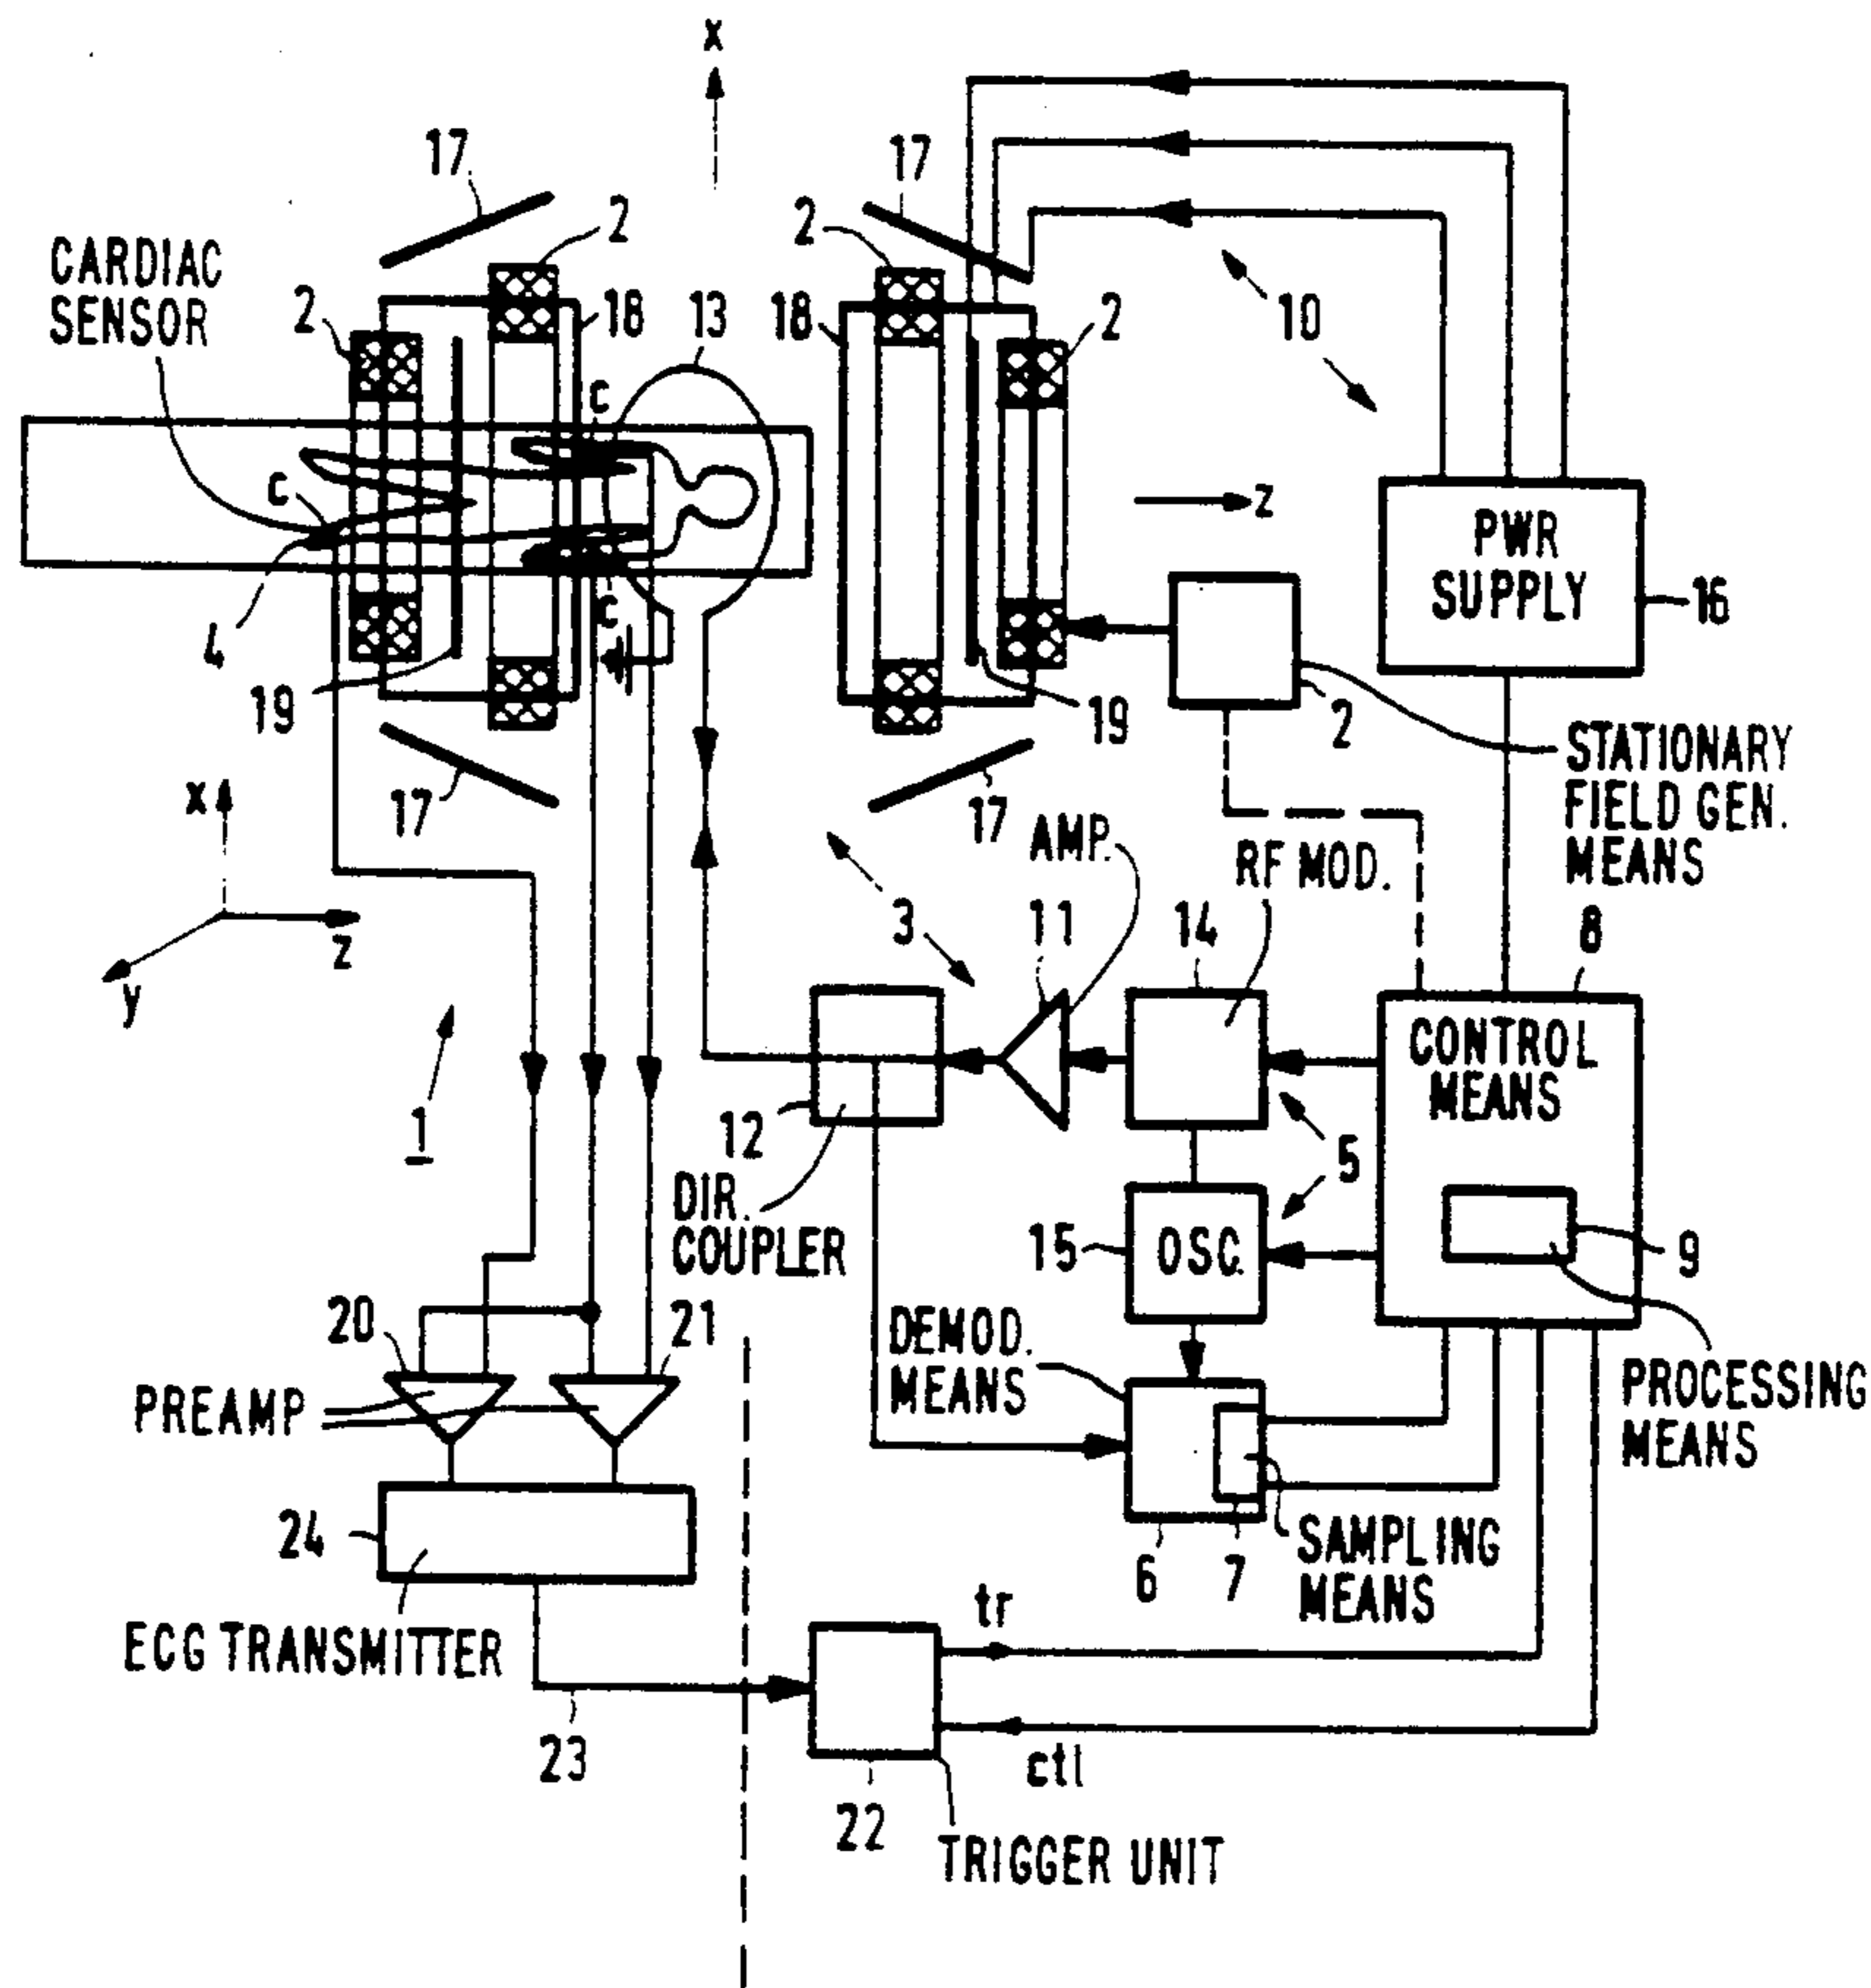 x
17
17
2
2
CARDIAC
SENSOR
2
18
13
18
2
10
c
c
z
PWR
SUPPLY
16
4
c
19
19
2
STATIONARY
FIELD GEN.
MEANS
17
17
x
z
y
AMP.
RF MOD.
3
11
14
8
CONTROL
MEANS
1
12
DIR.
COUPLER
5
15
OSC.
9
20
21
DEMOD.
MEANS
PREAMP
PROCESSING
MEANS
24
6
7
SAMPLING
MEANS
ECG TRANSMITTER
tr
23
ctl
22
TRIGGER UNIT